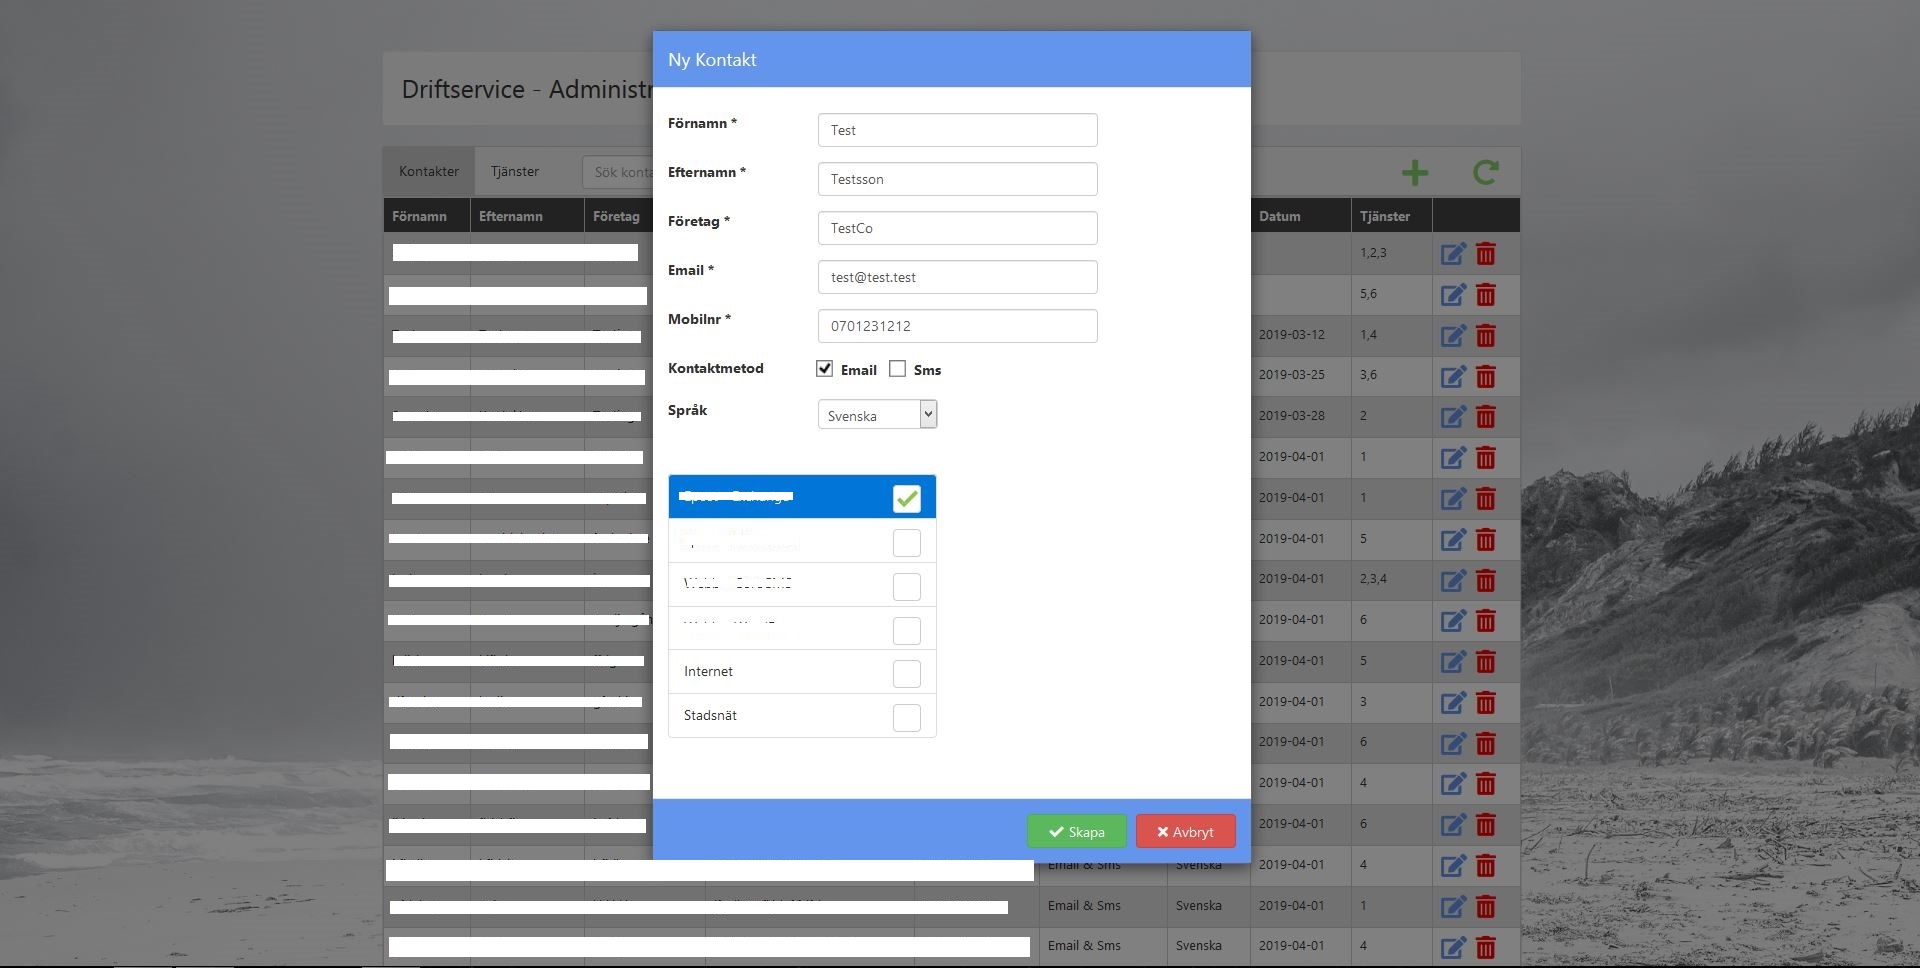 Ny Kontakt
Driftservice - Administr
Förnamn * Test
Efternamn * Testsson
Företag * TestCo
Email * test@test.test
Mobilnr * 0701231212
Kontaktmetod Email Sms
Språk Svenska
Internet
Stadsnät
Skapa Avbryt
Kontakter Tjänster Sök konta
Förnamn Efternamn Företag Datum Tjänster
1,2,3
5,6
2019-03-12 1,4
2019-03-25 3,6
2019-03-28 2
2019-04-01 1
2019-04-01 1
2019-04-01 5
2019-04-01 2,3,4
2019-04-01 6
2019-04-01 5
2019-04-01 3
2019-04-01 6
2019-04-01 4
2019-04-01 6
Email & Sms Svenska 2019-04-01 4
Email & Sms Svenska 2019-04-01 1
Email & Sms Svenska 2019-04-01 4